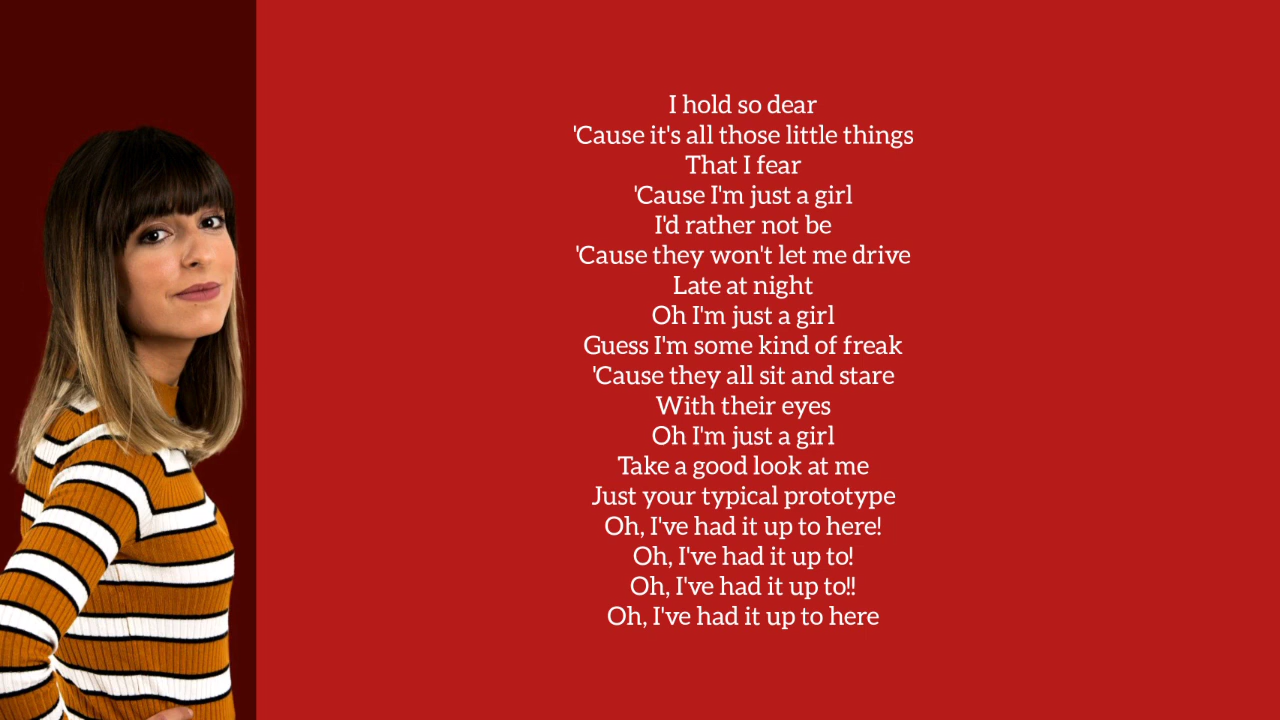 I hold so dear
'Cause it's all those little things
That I fear
'Cause I'm just a girl
I'd rather not be
'Cause they won't let me drive
Late at night
Oh I'm just a girl
Guess I'm some kind of freak
'Cause they all sit and stare
With their eyes
Oh I'm just a girl
Take a good look at me
Just your typical prototype
Oh, I've had it up to here!
Oh, I've had it up to!
Oh, I've had it up to!!
Oh, I've had it up to here